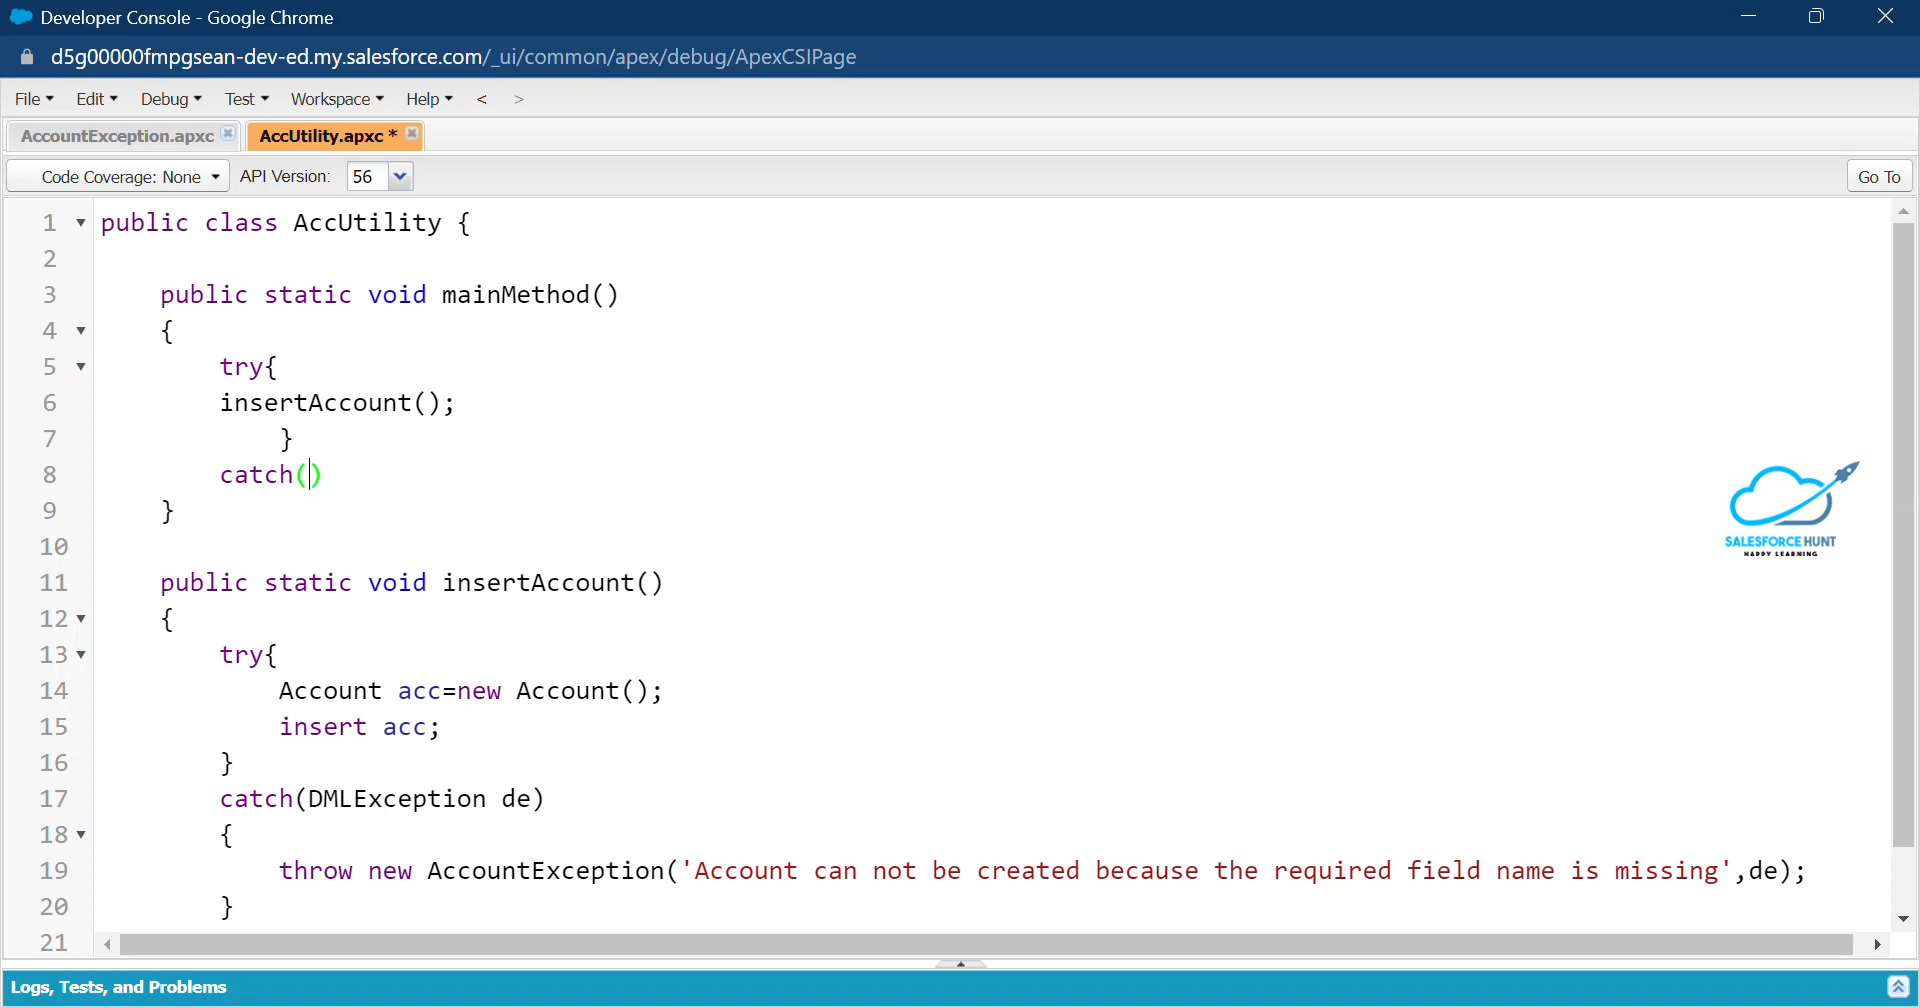 Developer Console - Google Chrome
d5g00000fmpgsean-dev-ed.my.salesforce.com/_ui/common/apex/debug/ApexCSIPage
File Edit Debug Test Workspace Help < >
AccountException.apxc AccUtility.apxc *
Code Coverage: None API Version: 56 Go To
1 public class AccUtility {
2
3 public static void mainMethod()
4 {
5 try{
6 insertAccount();
7 }
8 catch()
9 }
10
11 public static void insertAccount()
12 {
13 try{
14 Account acc=new Account();
15 insert acc;
16 }
17 catch(DMLException de)
18 {
19 throw new AccountException('Account can not be created because the required field name is missing',de);
20 }
21
SALESFORCE HUNT
HAPPY LEARNING
Logs, Tests, and Problems